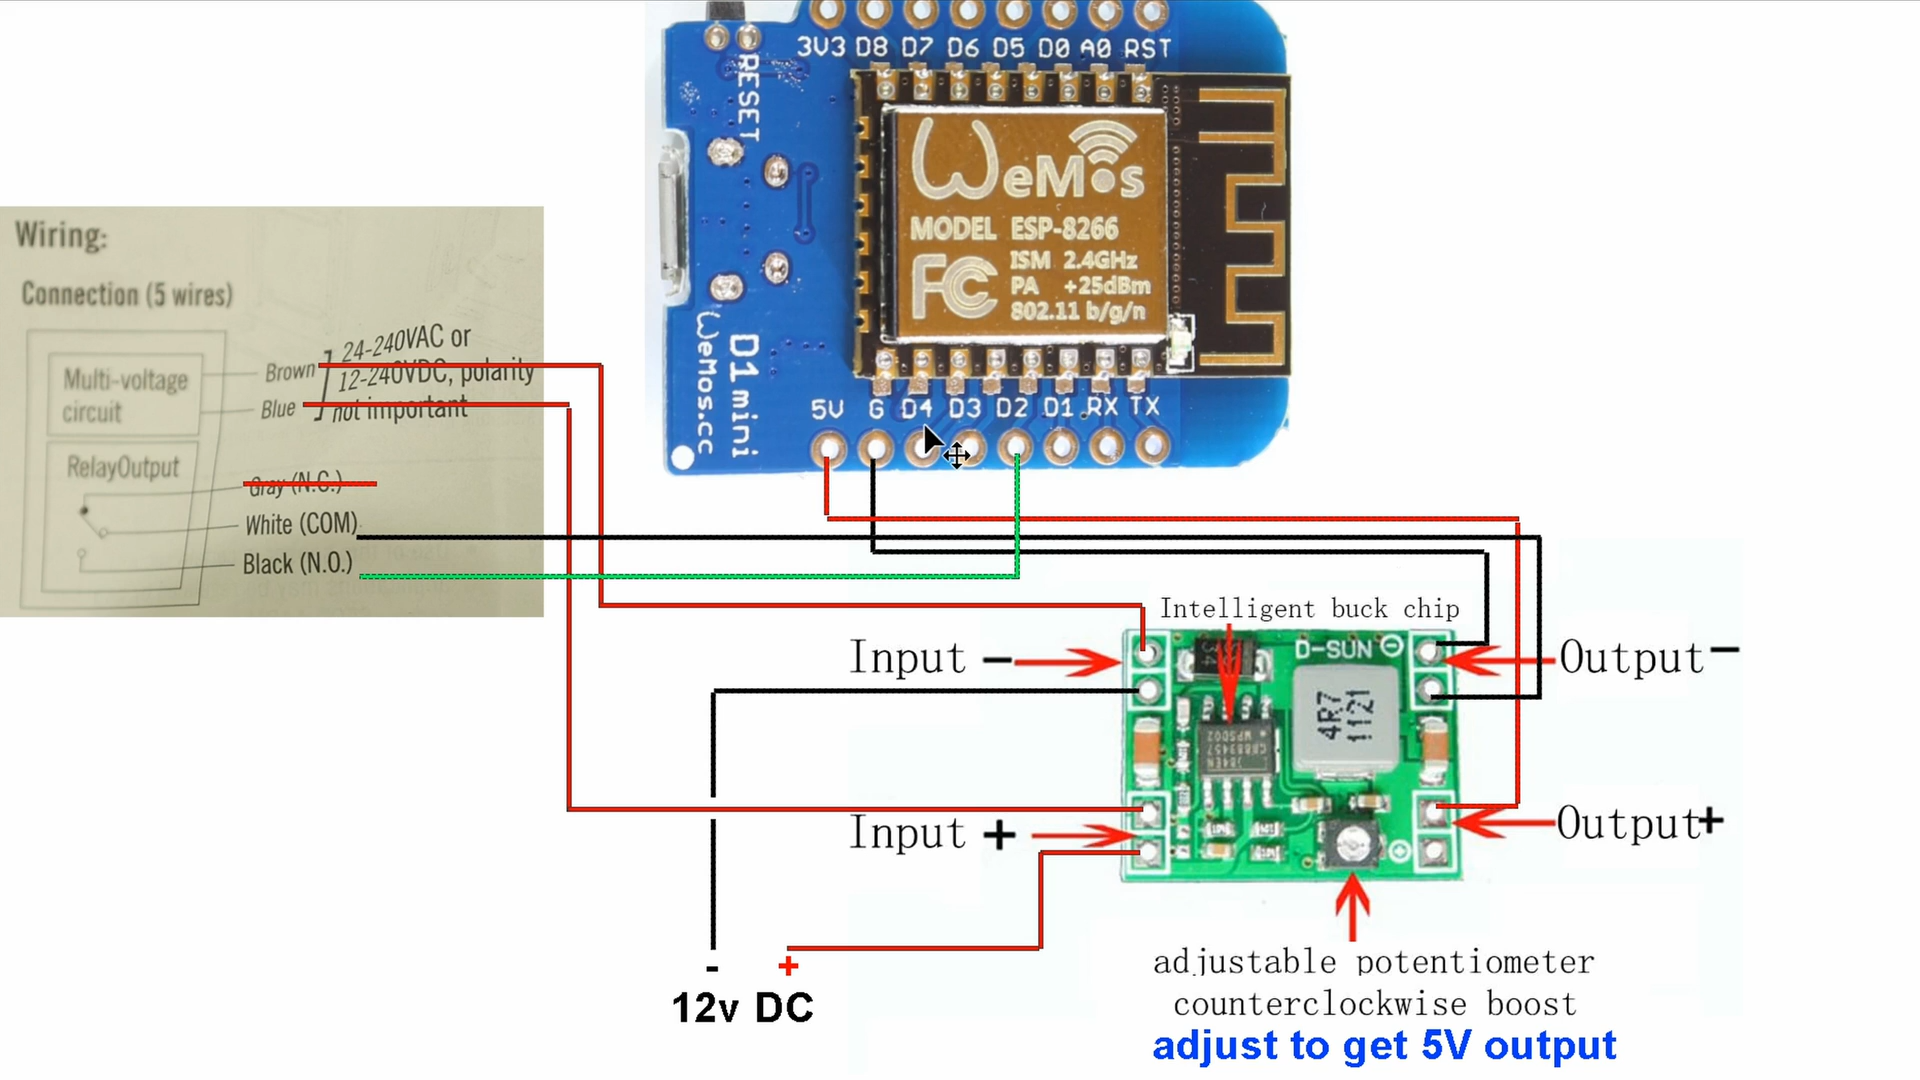 3V3 D8 D7 D6 D5 D0 A0 RST
RESET
WeMos
MODEL ESP-8266
FC
ISM 2.4GHz
PA +25dBm
802.11 b/g/n
D1 mini
WeMos.cc
5V G D4 D3 D2 D1 RX TX
Wiring:
Connection (5 wires)
Multi-voltage
circuit
Brown
Blue
24-240VAC or
12-240VDC, polarity
not important
RelayOutput
Gray (N.C.)
White (COM)
Black (N.O.)
Intelligent buck chip
Input -
Input +
D-SUN
4R7
1121
Output -
Output+
- +
12v DC
adjustable potentiometer
counterclockwise boost
adjust to get 5V output